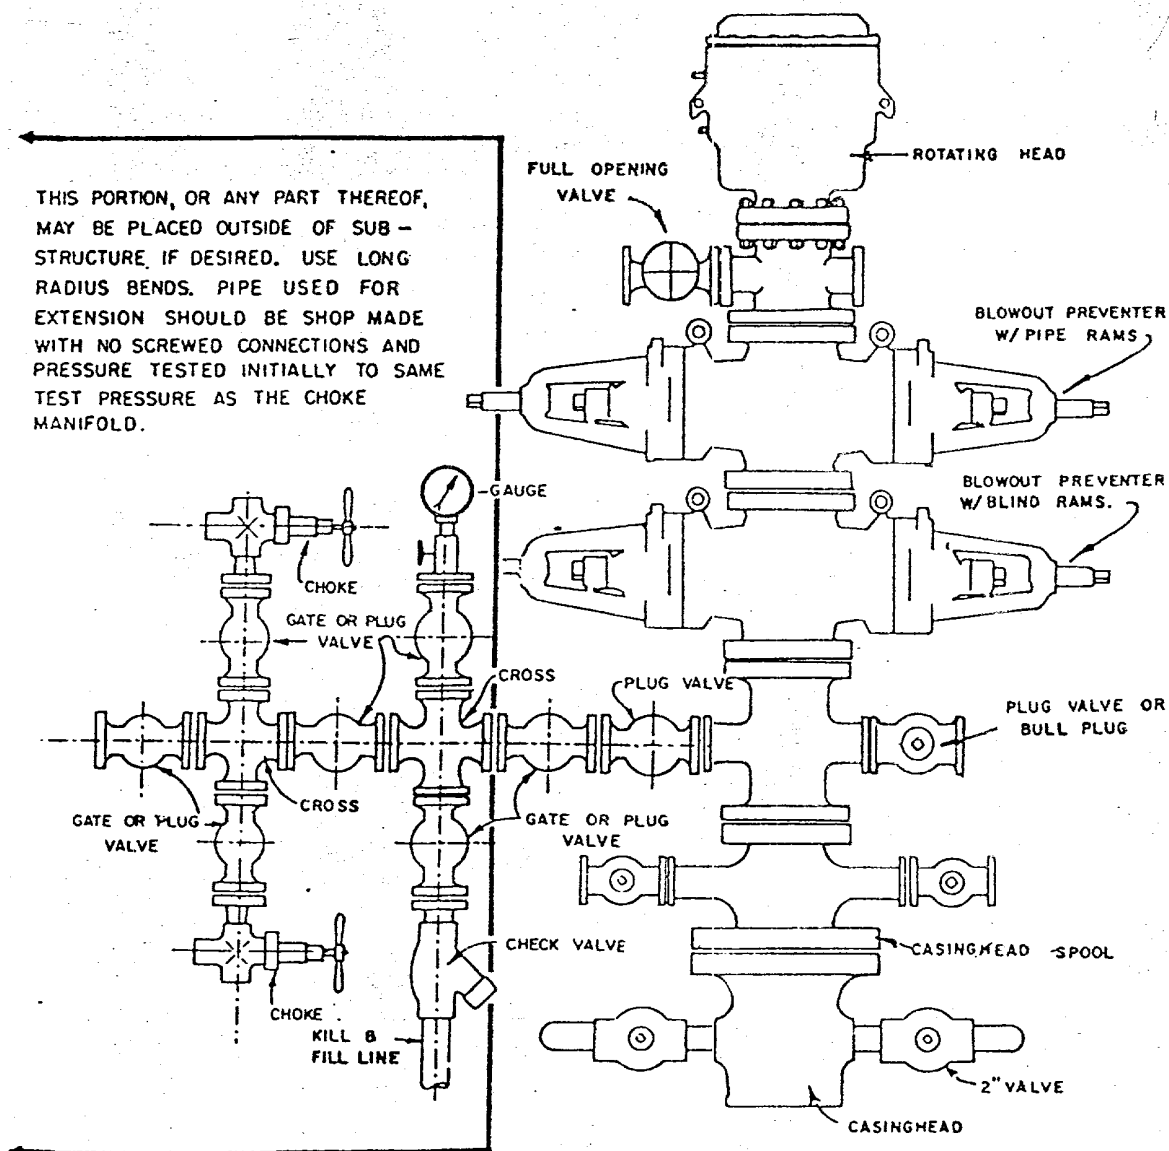 ROTATING HEAD
FULL OPENING
VALVE
THIS PORTION, OR ANY PART THEREOF,
MAY BE PLACED OUTSIDE OF SUB-
STRUCTURE IF DESIRED. USE LONG
RADIUS BENDS. PIPE USED FOR
EXTENSION SHOULD BE SHOP MADE
WITH NO SCREWED CONNECTIONS AND
PRESSURE TESTED INITIALLY TO SAME
TEST PRESSURE AS THE CHOKE
MANIFOLD.
BLOWOUT PREVENTER
W/PIPE RAMS
GAUGE
BLOWOUT PREVENTER
W/BLIND RAMS.
CHOKE
GATE OR PLUG
VALVE
CROSS
PLUG VALVE
PLUG VALVE OR
BULL PLUG
CROSS
GATE OR PLUG
VALVE
GATE OR PLUG
VALVE
CHECK VALVE
CASINGHEAD SPOOL
CHOKE
KILL &
FILL LINE
2" VALVE
CASINGHEAD